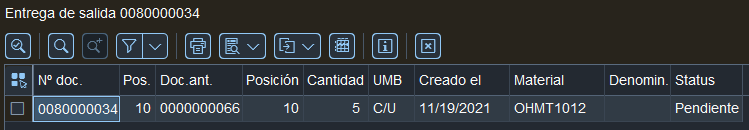 Entrega de salida 0080000034
Nº doc. Pos. Doc.ant. Posición Cantidad UMB Creado el Material Denomin. Status
0080000034 10 0000000066 10 5 C/U 11/19/2021 OHMT1012 Pendiente